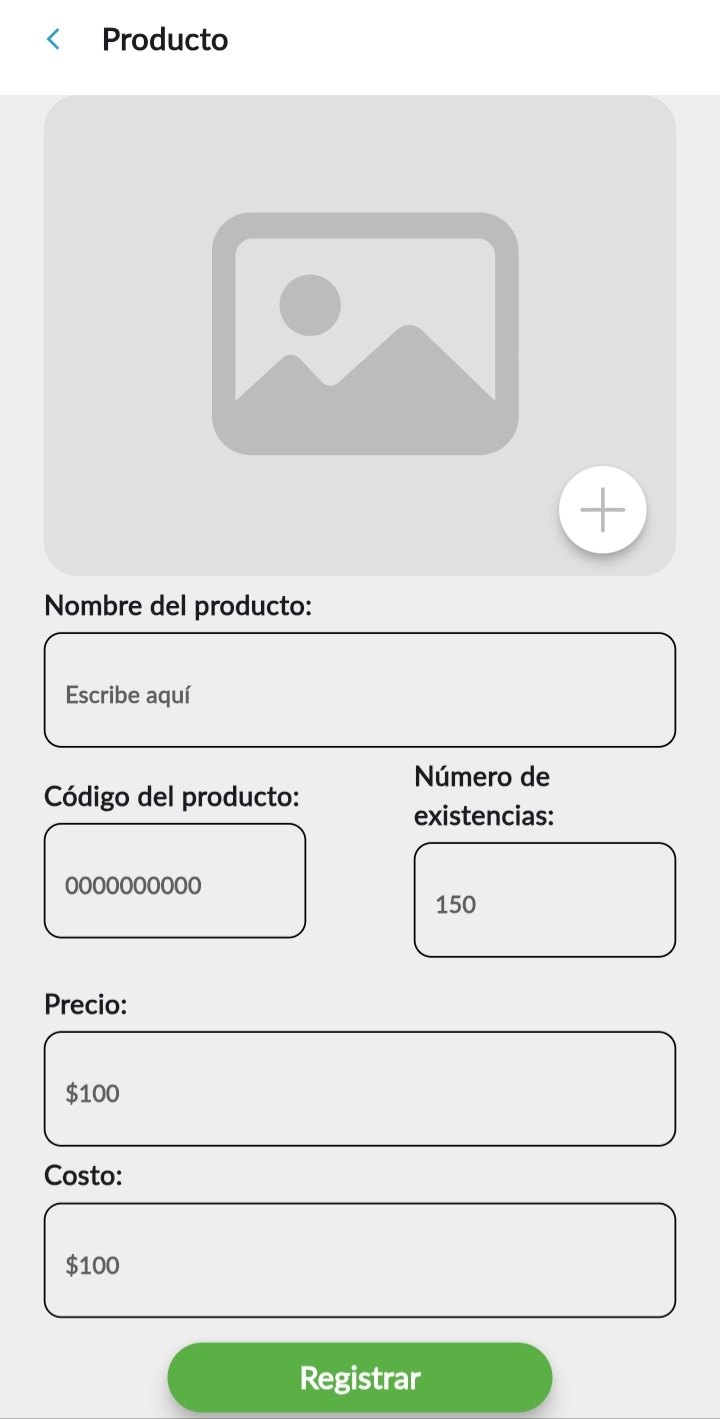 Producto
Nombre del producto:
Escribe aquí
Código del producto:
0000000000
Número de
existencias:
150
Precio:
$100
Costo:
$100
Registrar